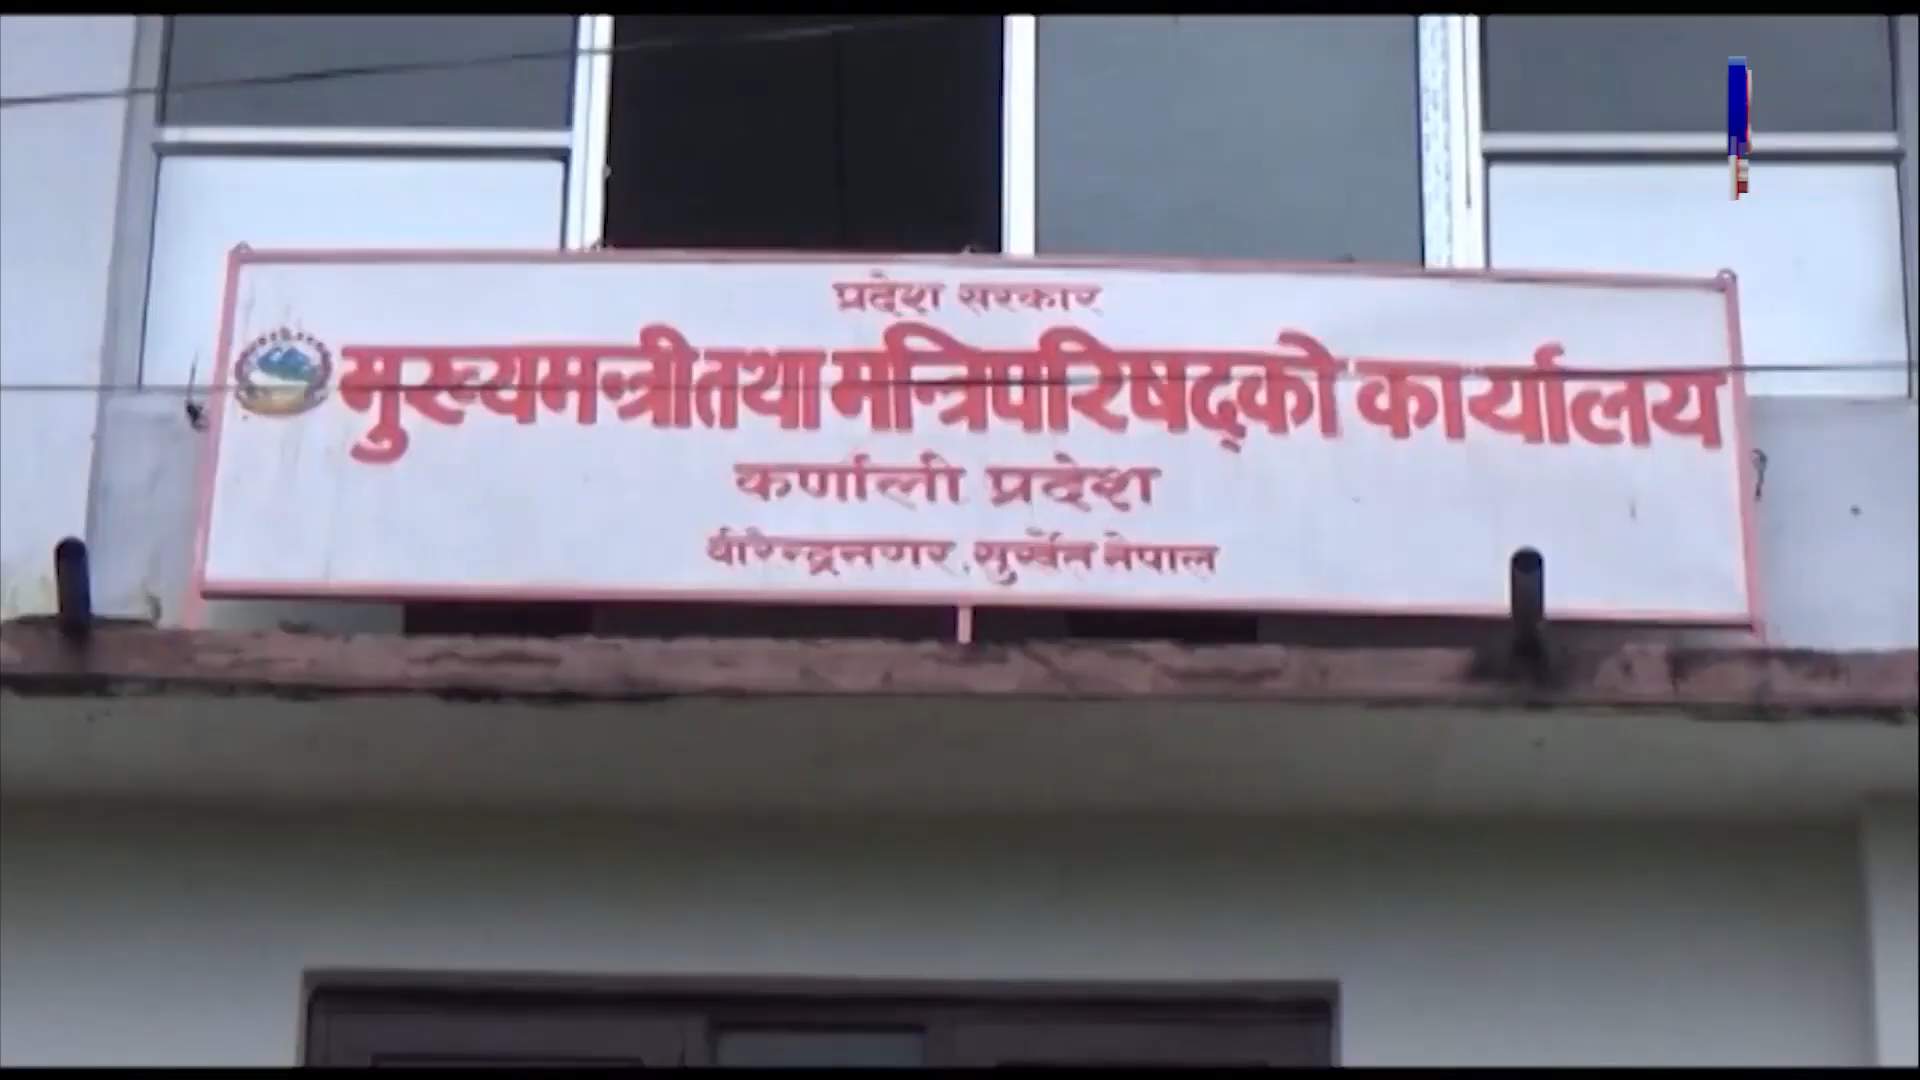 प्रदेश सरकार
मुख्यमन्त्री तथा मन्त्रिपरिषद्को कार्यालय
कर्णाली प्रदेश
वीरेन्द्रनगर, सुर्खेत नेपाल